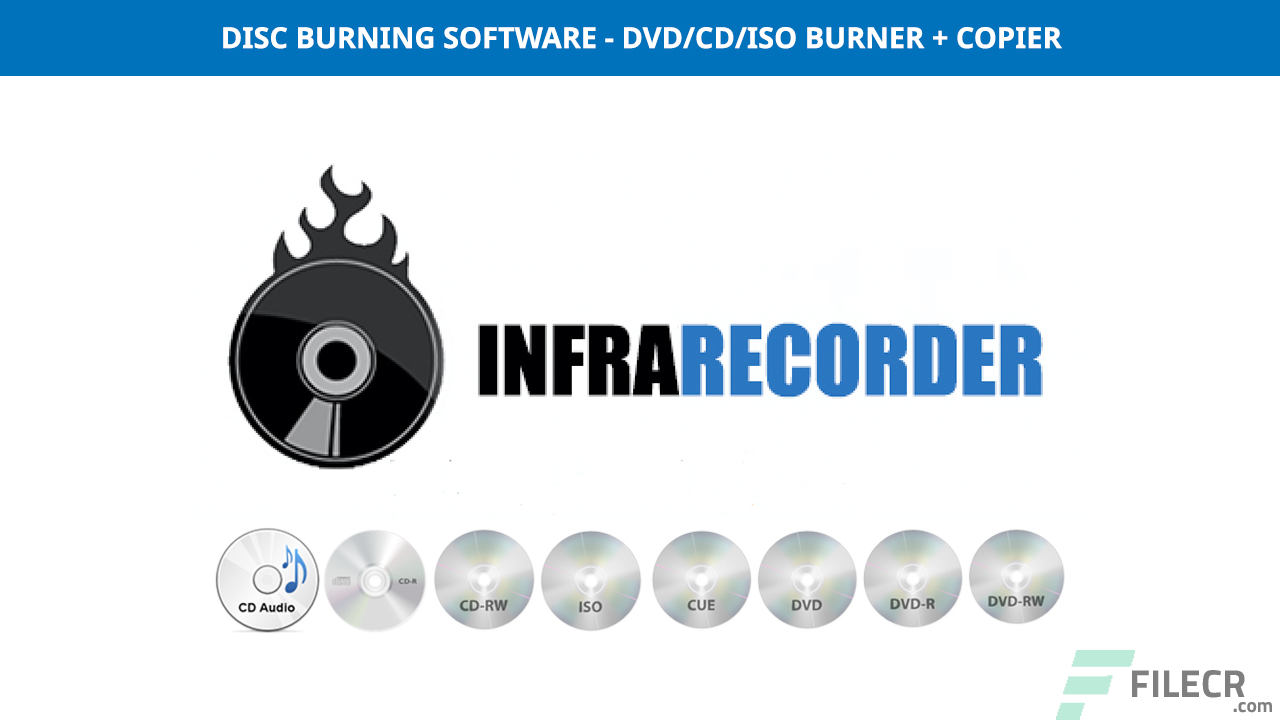 DISC BURNING SOFTWARE - DVD/CD/ISO BURNER + COPIER
INFRARECORDER
CD Audio
CD-R
CD-RW
ISO
CUE
DVD
DVD-R
DVD-RW
FILECR
.com